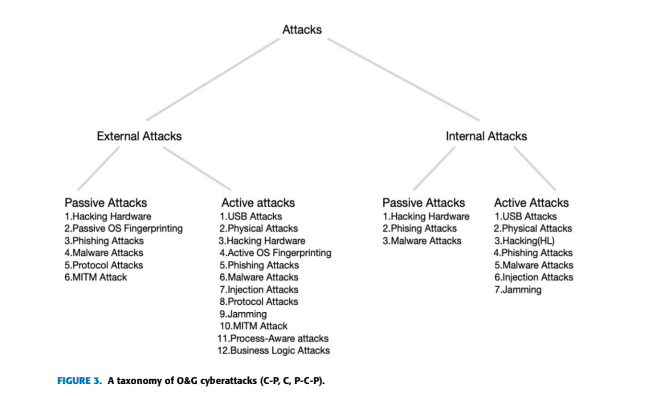 Attacks
External Attacks
Internal Attacks
Passive Attacks
1.Hacking Hardware
2.Passive OS Fingerprinting
3.Phishing Attacks
4.Malware Attacks
5.Protocol Attacks
6.MITM Attack
Active attacks
1.USB Attacks
2.Physical Attacks
3.Hacking Hardware
4.Active OS Fingerprinting
5.Phishing Attacks
6.Malware Attacks
7.Injection Attacks
8.Protocol Attacks
9.Jamming
10.MITM Attack
11.Process-Aware attacks
12.Business Logic Attacks
Passive Attacks
1.Hacking Hardware
2.Phising Attacks
3.Malware Attacks
Active Attacks
1.USB Attacks
2.Physical Attacks
3.Hacking(HL)
4.Phishing Attacks
5.Malware Attacks
6.Injection Attacks
7.Jamming
FIGURE 3. A taxonomy of O&G cyberattacks (C-P, C, P-C-P).